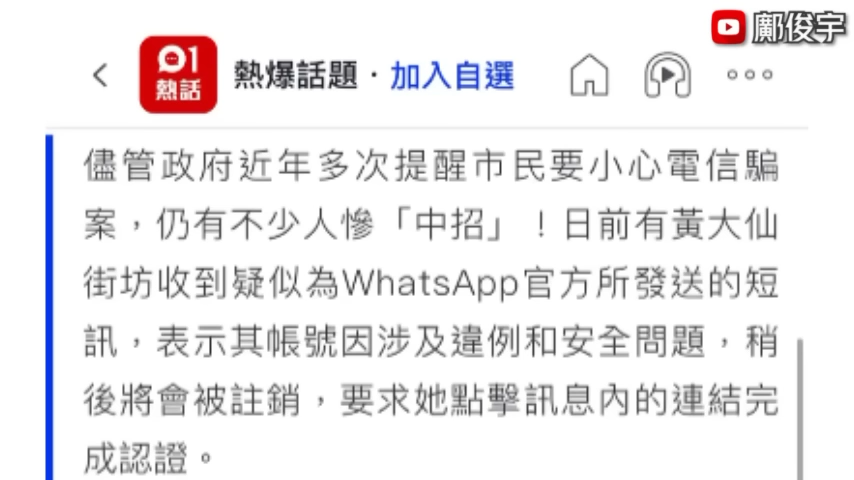 鄺俊宇
01
熱話
熱爆話題·加入自選
儘管政府近年多次提醒市民要小心電信騙
案，仍有不少人慘「中招」！日前有黃大仙
街坊收到疑似為WhatsApp官方所發送的短
訊，表示其帳號因涉及違例和安全問題，稍
後將會被註銷，要求她點擊訊息內的連結完
成認證。